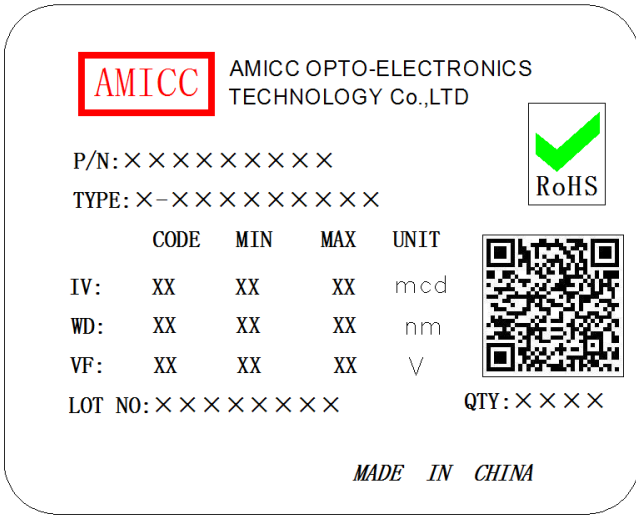 AMICC
AMICC OPTO-ELECTRONICS
TECHNOLOGY Co.,LTD
P/N:×××××××××
TYPE:×-×××××××××
RoHS
CODE MIN MAX UNIT
IV: XX XX XX mcd
WD: XX XX XX nm
VF: XX XX XX V
LOT NO:××××××××
QTY:××××
MADE IN CHINA